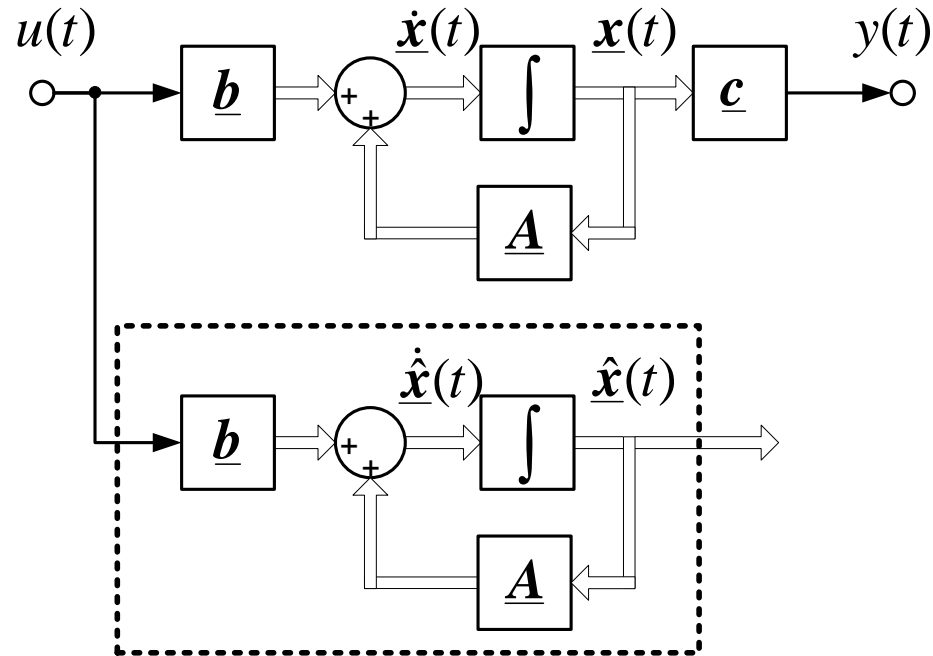 u(t) ẋ(t) x(t) y(t)
b + + ∫ c
A
x̂̇(t) x̂(t)
b + + ∫
A